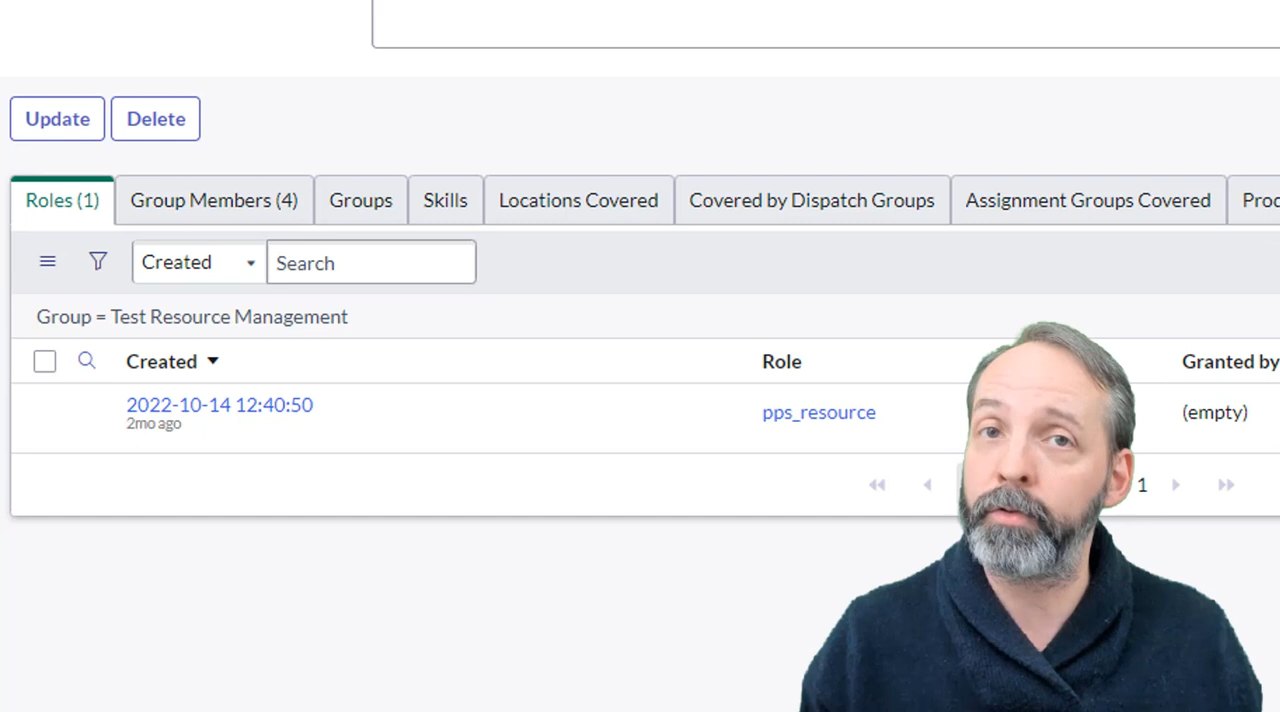 Update Delete
Roles (1) Group Members (4) Groups Skills Locations Covered Covered by Dispatch Groups Assignment Groups Covered
Created Search
Group = Test Resource Management
Created Role Granted by
2022-10-14 12:40:50 pps_resource (empty)
2mo ago
1